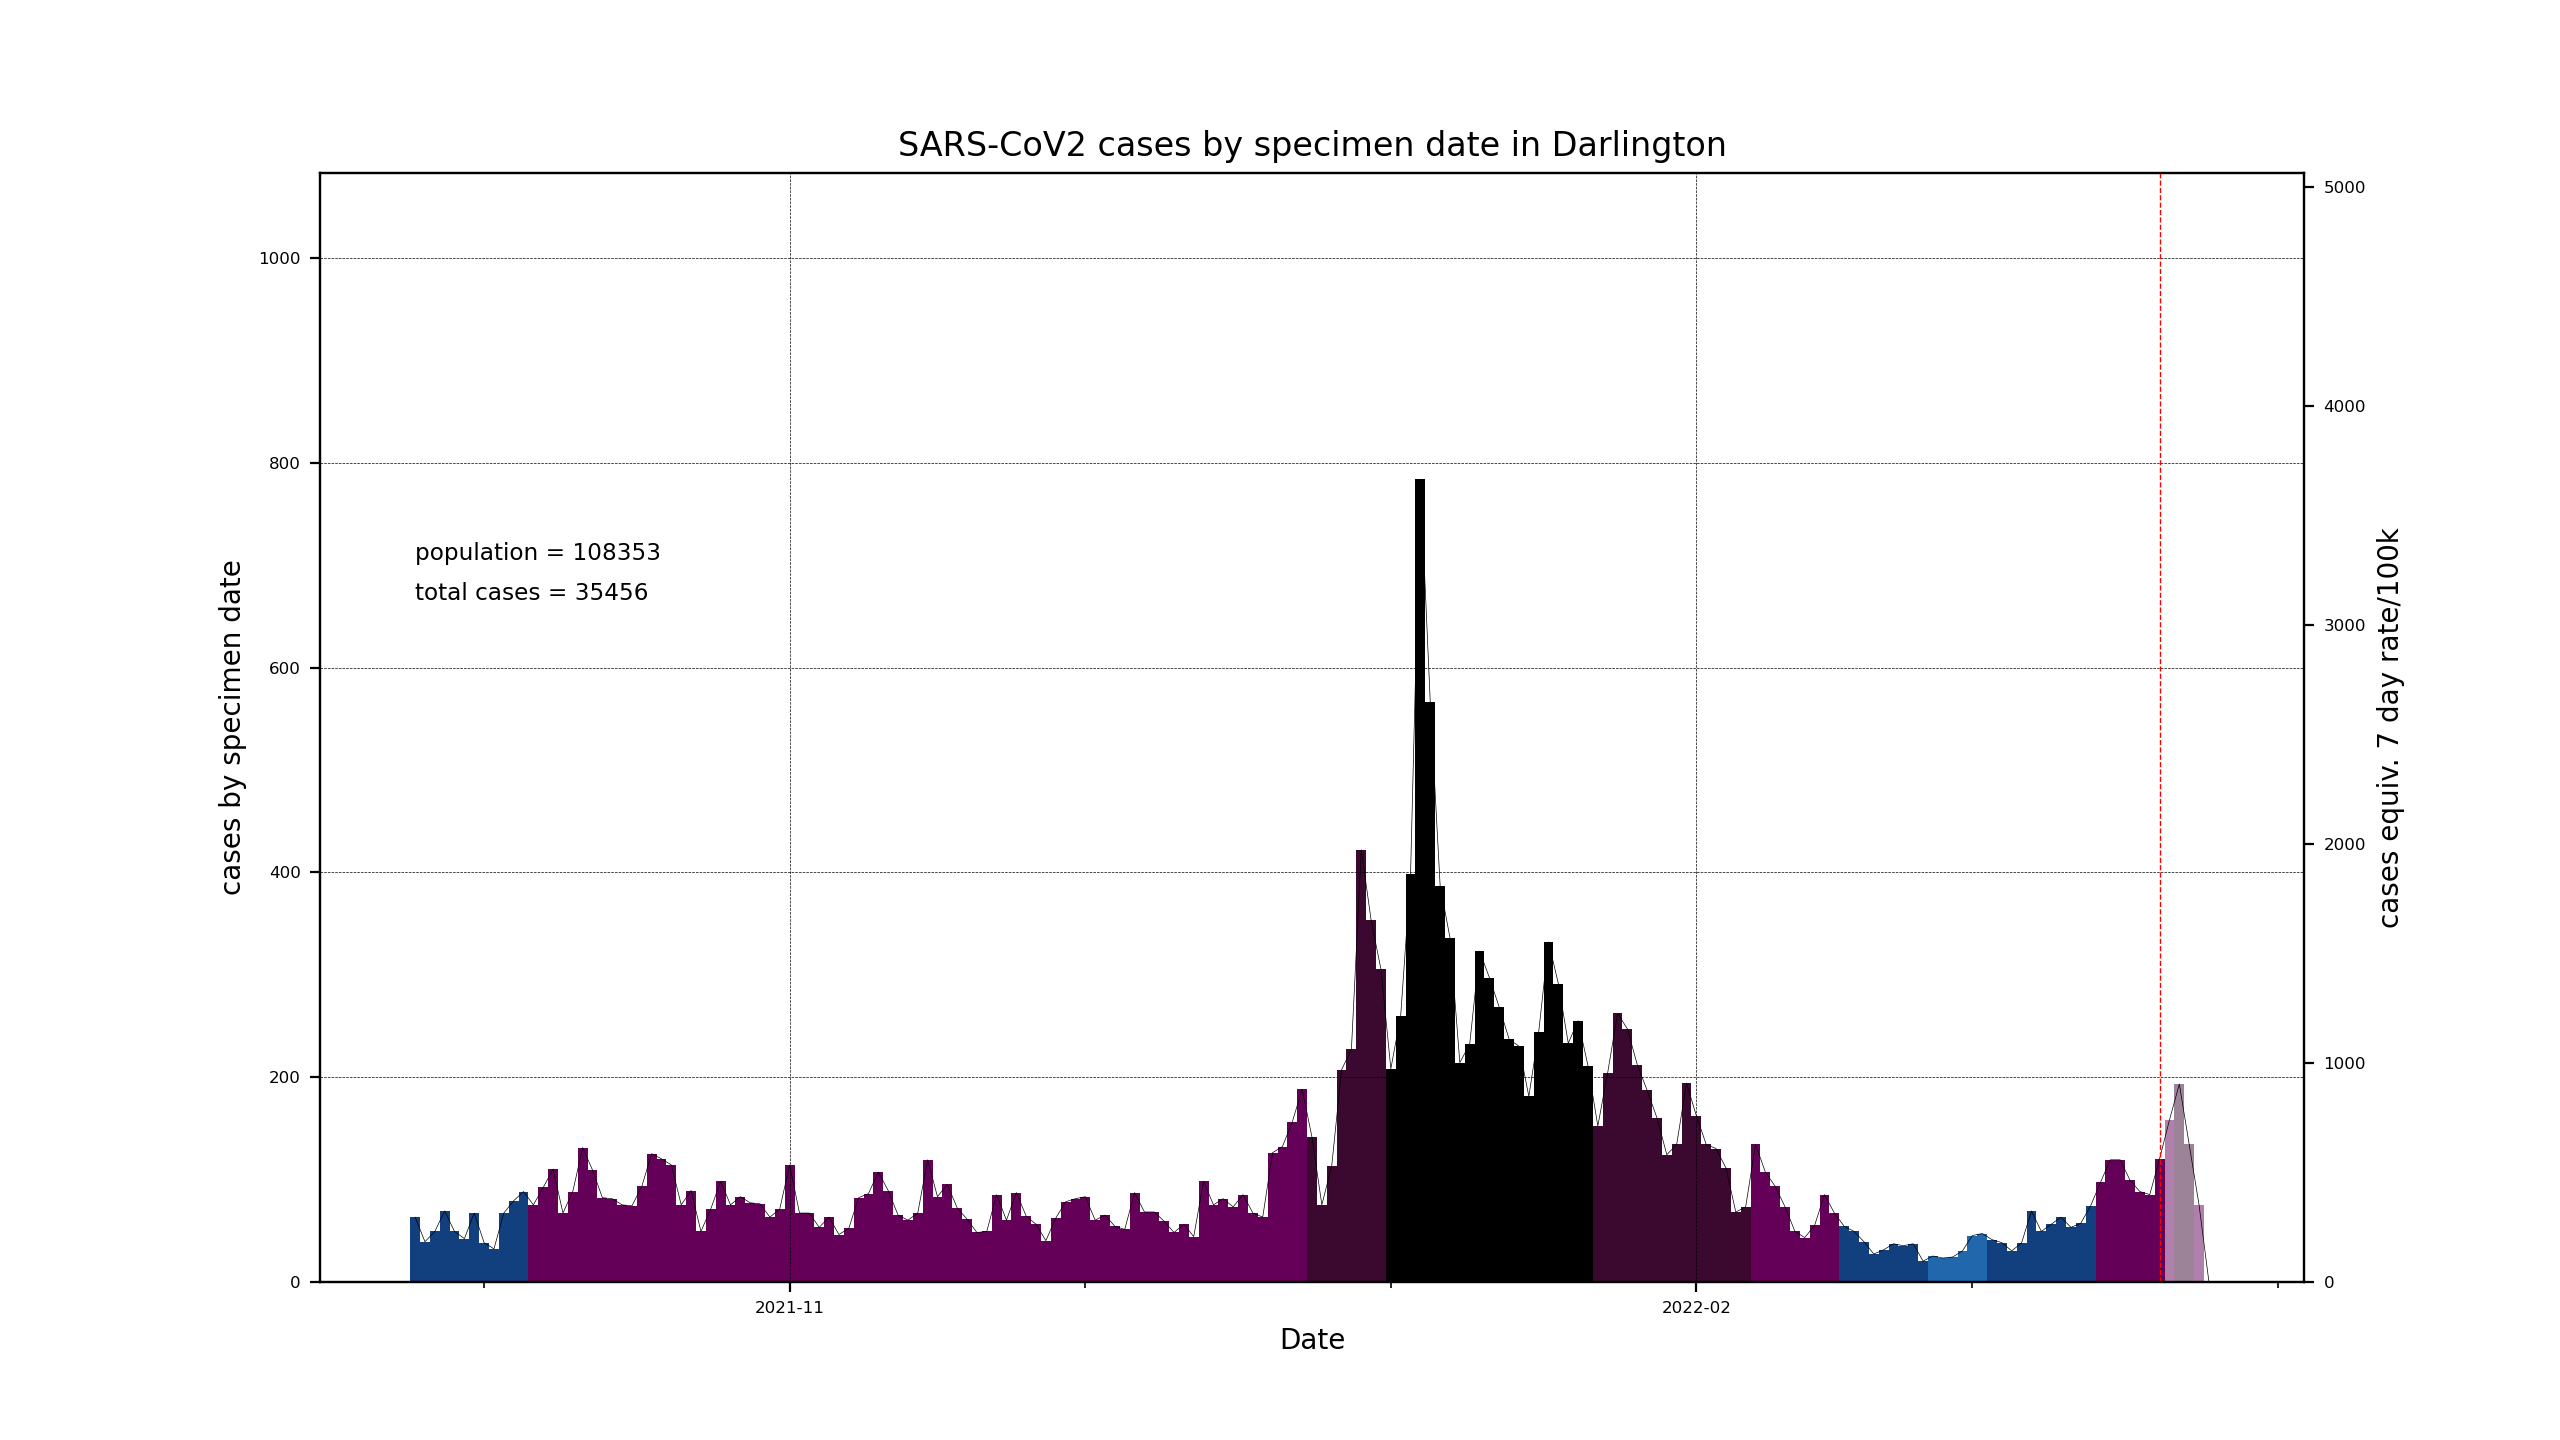 SARS-CoV2 cases by specimen date in Darlington
1000
800
600
400
200
0
cases by specimen date
population = 108353
total cases = 35456
5000
4000
3000
2000
1000
0
cases equiv. 7 day rate/100k
2021-11
2022-02
Date